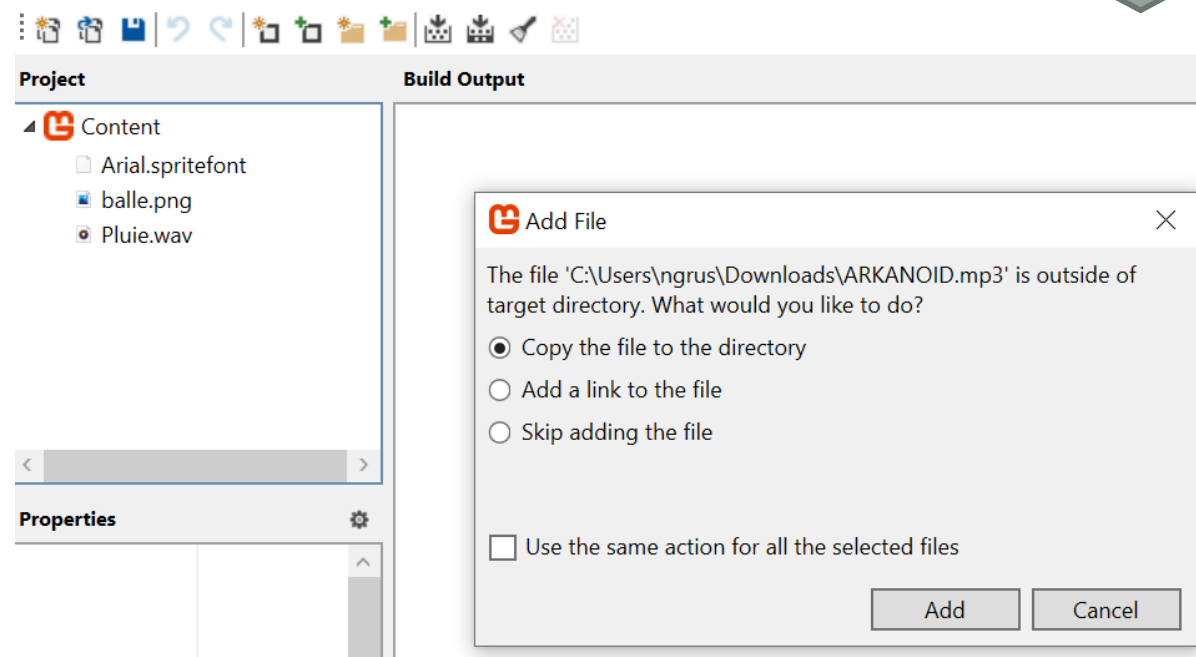 Project
Build Output
Content
Arial.spritefont
balle.png
Pluie.wav
Add File
The file 'C:\Users\ngrus\Downloads\ARKANOID.mp3' is outside of
target directory. What would you like to do?
Copy the file to the directory
Add a link to the file
Skip adding the file
Properties
Use the same action for all the selected files
Add
Cancel